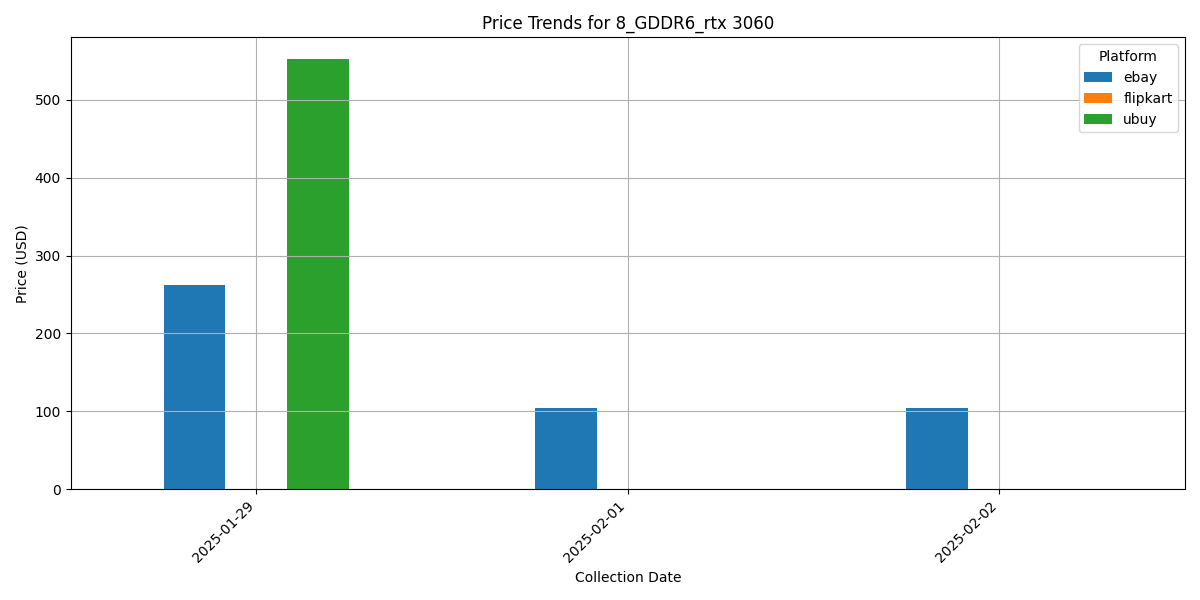 Price Trends for 8_GDDR6_rtx 3060
Platform
ebay
flipkart
ubuy
Price (USD)
500
400
300
200
100
0
2025-01-29
2025-02-01
2025-02-02
Collection Date